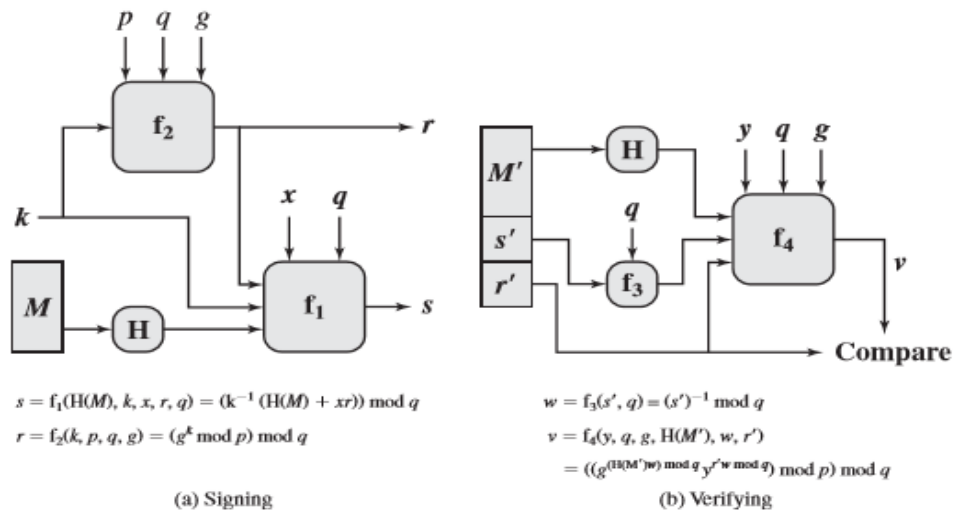 p q g
f₂
r
k
x q
f₁
s
M
H
(a) Signing
s = f₁(H(M), k, x, r, q) = (k⁻¹ (H(M) + xr)) mod q
r = f₂(k, p, q, g) = (gᵏ mod p) mod q
M′
s′
r′
H
q
f₃
y q g
f₄
v
Compare
w = f₃(s′, q) = (s′)⁻¹ mod q
v = f₄(y, q, g, H(M′), w, r′)
= ((g^(H(M′)w) mod q y^r′w mod q) mod p) mod q
(b) Verifying